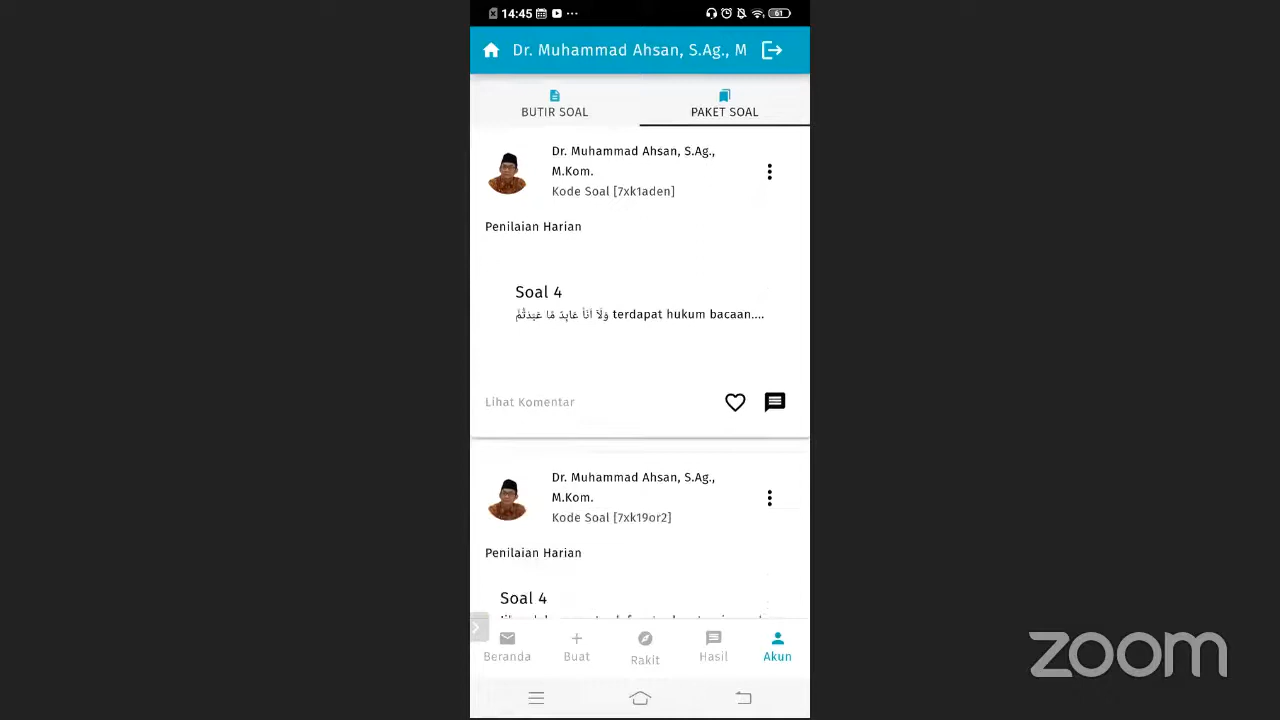 14:45
61
Dr. Muhammad Ahsan, S.Ag., M
BUTIR SOAL
PAKET SOAL
Dr. Muhammad Ahsan, S.Ag.,
M.Kom.
Kode Soal [7xk1aden]
Penilaian Harian
Soal 4
وَلَآ اَنَا۠ عَابِدٌ مَّا عَبَدْتُّمْ terdapat hukum bacaan....
Lihat Komentar
Dr. Muhammad Ahsan, S.Ag.,
M.Kom.
Kode Soal [7xk19or2]
Penilaian Harian
Soal 4
Beranda
Buat
Rakit
Hasil
Akun
zoom